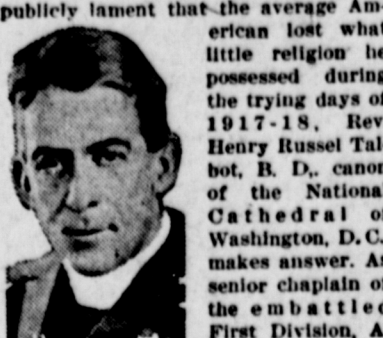 publicly lament that the average Am-
erican lost what
little religion he
possessed during
the trying days of
1917-18, Rev
Henry Russel Tal
bot, B. D., canon
of the Nationa
Cathedral o
Washington, D. C.
makes answer. As
senior chaplain of
the embattled
First Division, A